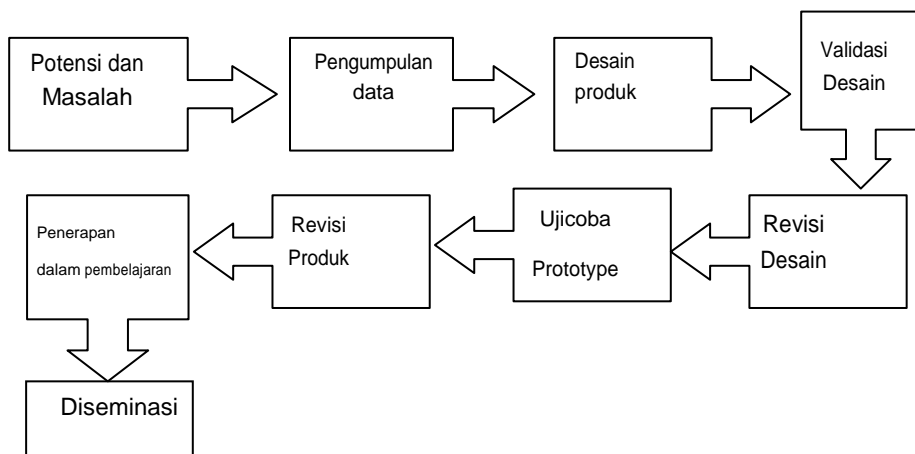 Potensi dan
Masalah
Pengumpulan
data
Desain
produk
Validasi
Desain
Revisi
Desain
Ujicoba
Prototype
Revisi
Produk
Penerapan
dalam pembelajaran
Diseminasi